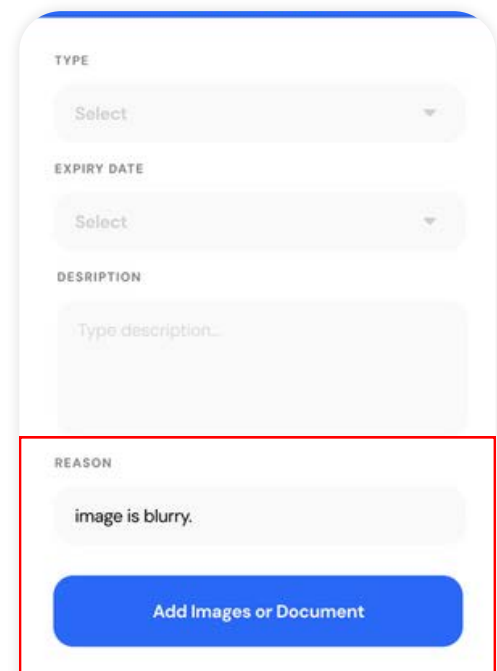 TYPE
Select
EXPIRY DATE
Select
DESRIPTION
Type description...
REASON
image is blurry.
Add Images or Document